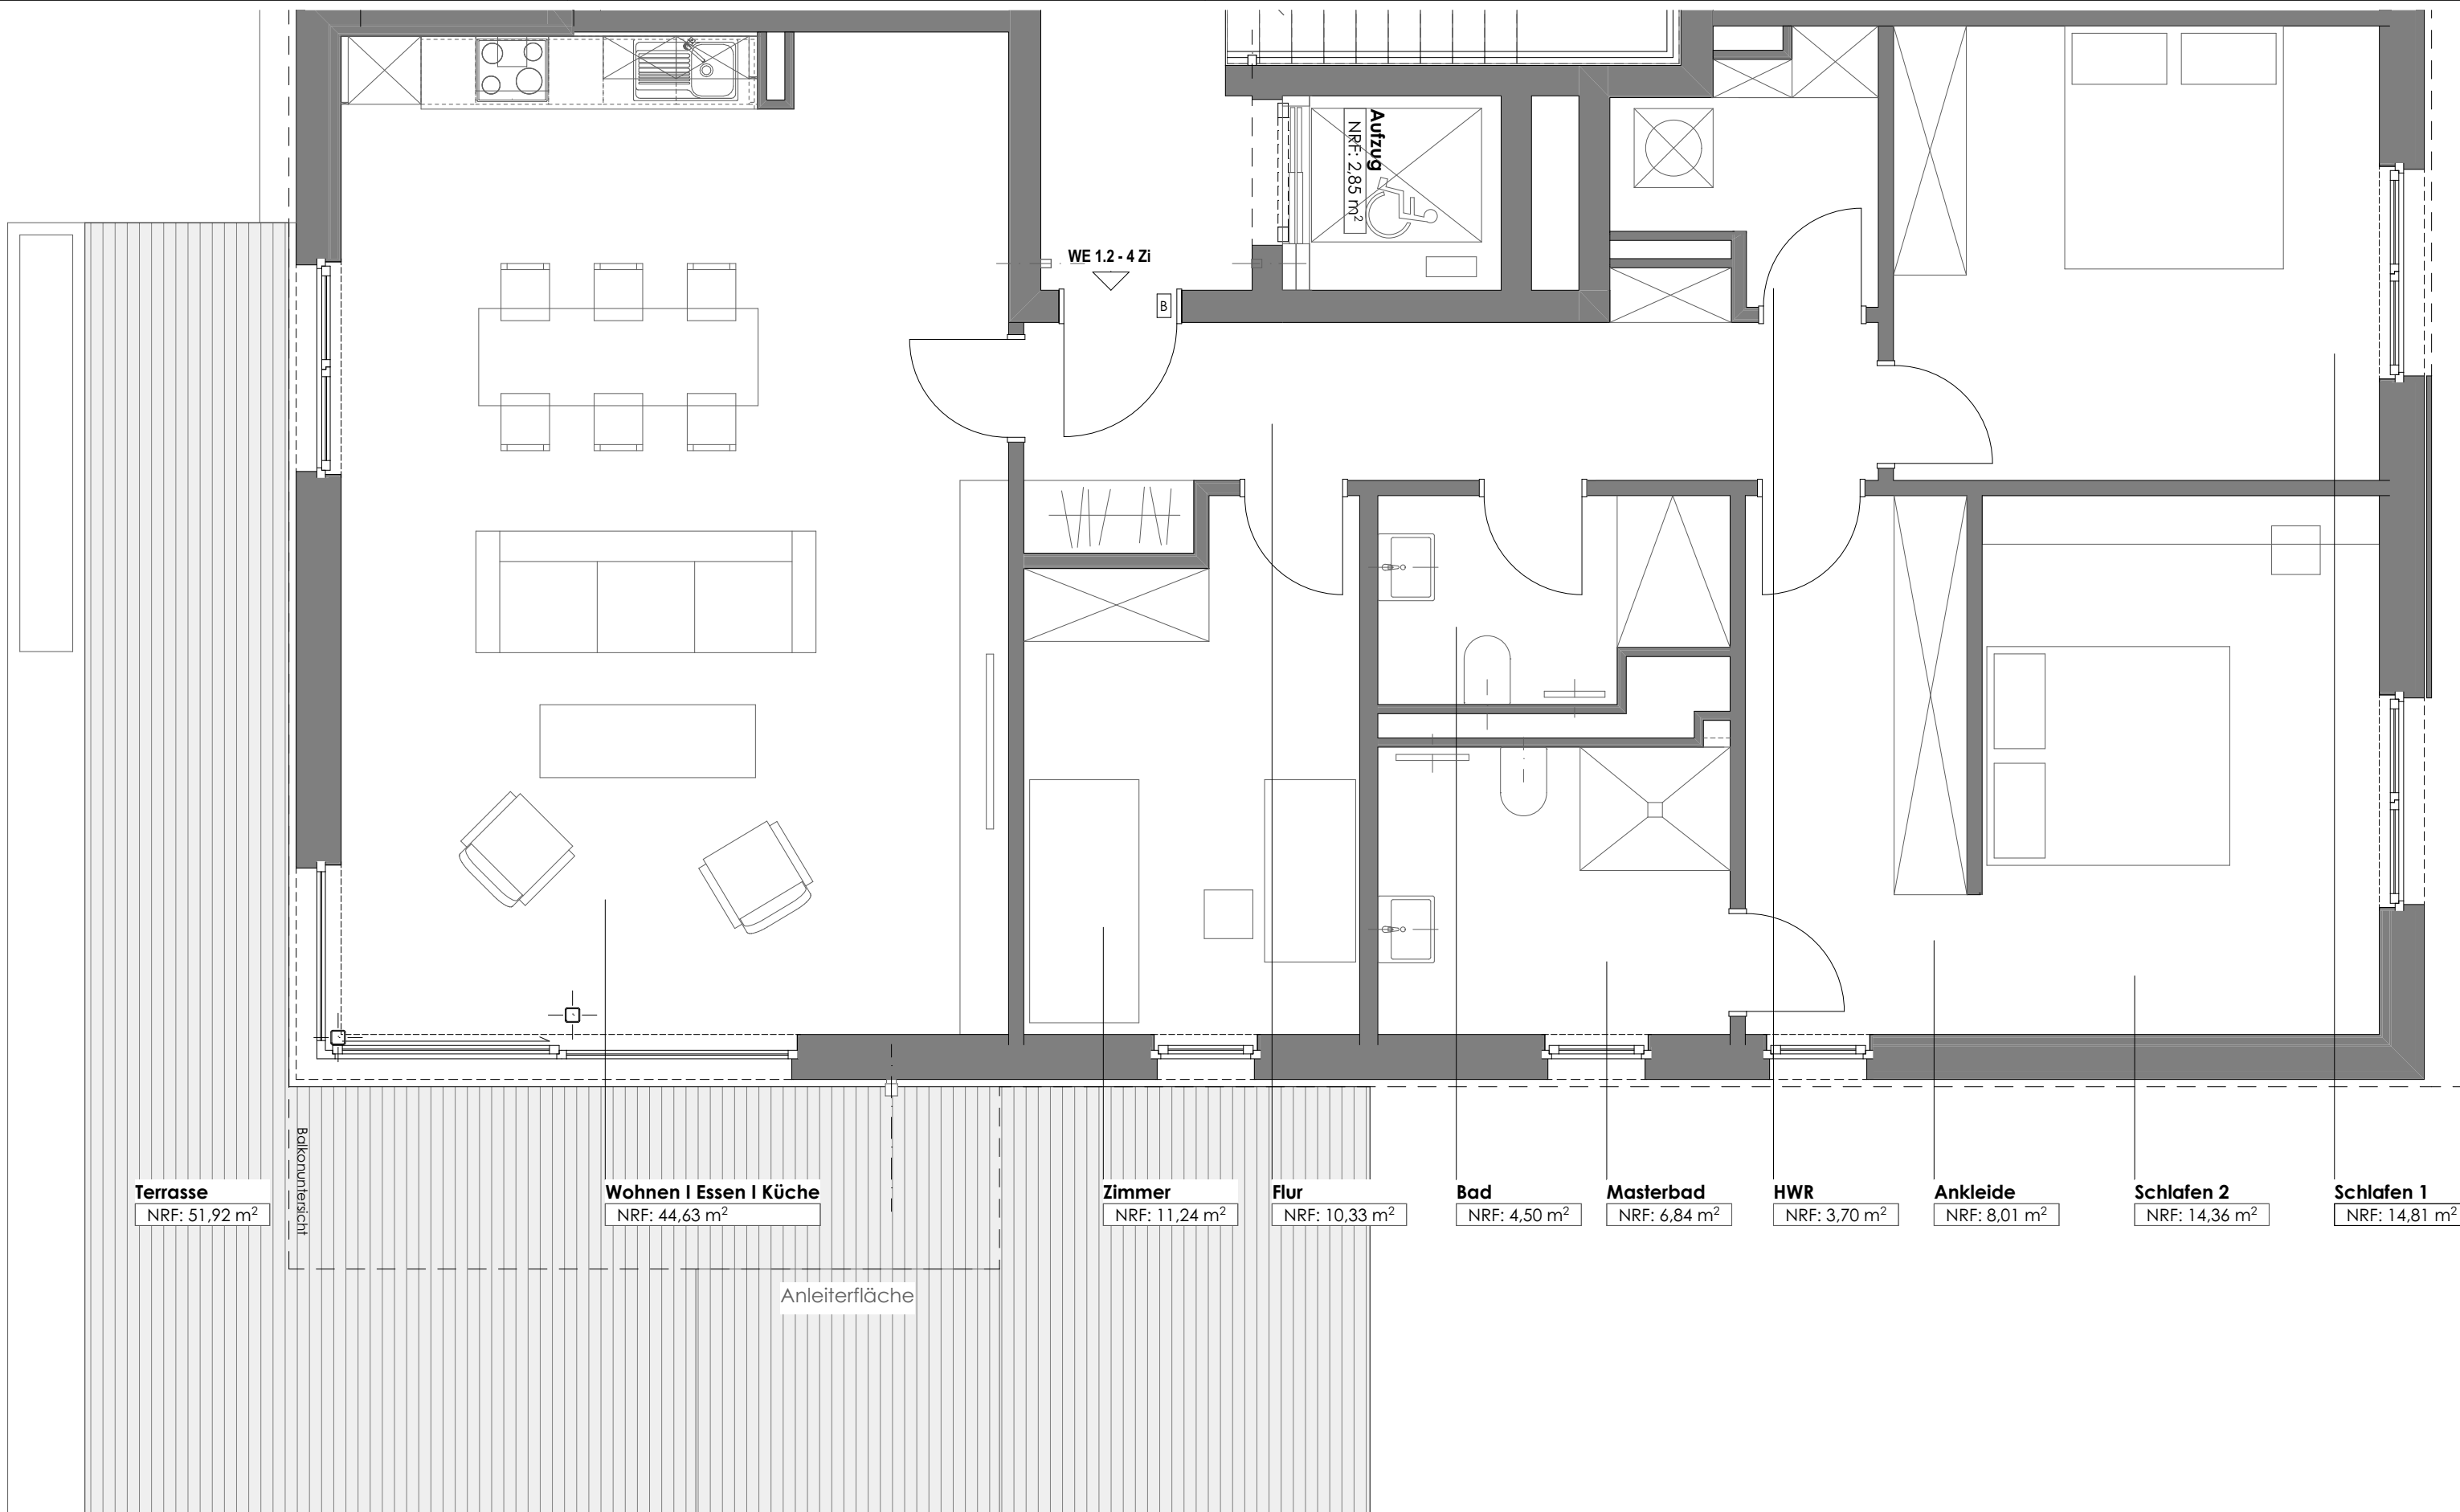 Aufzug
NRF: 2,85 m²
WE 1.2 - 4 Zi
B
Balkonuntersicht
Terrasse
NRF: 51,92 m²
Wohnen I Essen I Küche
NRF: 44,63 m²
Zimmer
NRF: 11,24 m²
Flur
NRF: 10,33 m²
Bad
NRF: 4,50 m²
Masterbad
NRF: 6,84 m²
HWR
NRF: 3,70 m²
Ankleide
NRF: 8,01 m²
Schlafen 2
NRF: 14,36 m²
Schlafen 1
NRF: 14,81 m²
Anleiterfläche